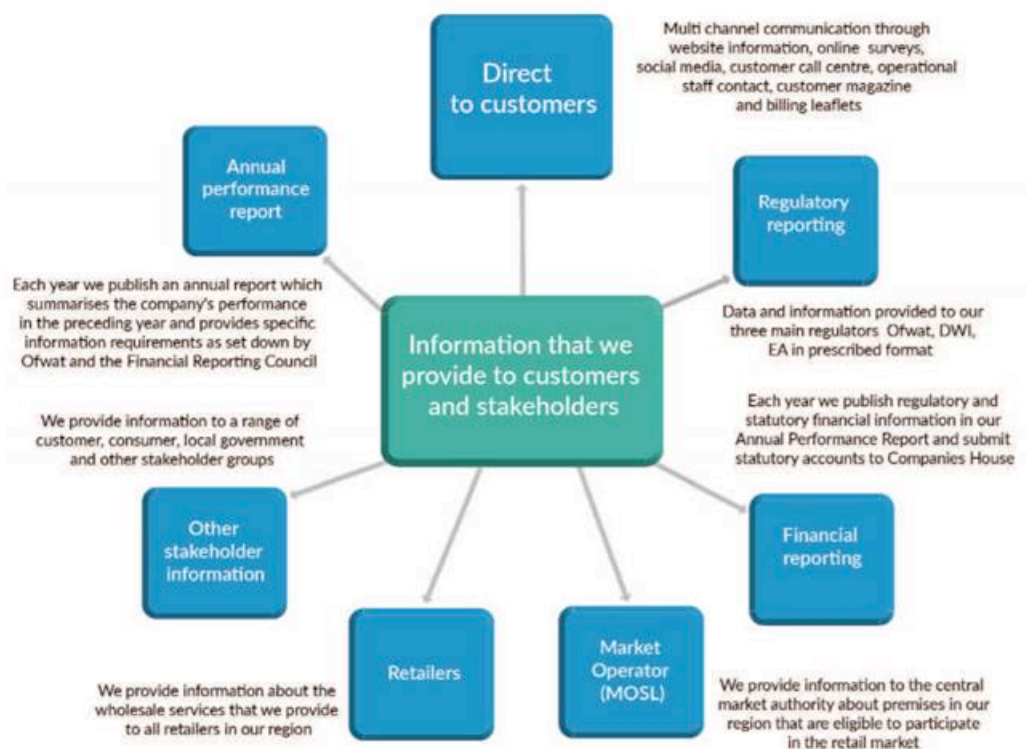 Direct
to customers
Multi channel communication through
website information, online surveys,
social media, customer call centre, operational
staff contact, customer magazine
and billing leaflets
Annual
performance
report
Regulatory
reporting
Each year we publish an annual report which
summarises the company's performance
in the preceding year and provides specific
information requirements as set down by
Ofwat and the Financial Reporting Council
Information that we
provide to customers
and stakeholders
Data and information provided to our
three main regulators Ofwat, DWI,
EA in prescribed format
We provide information to a range of
customer, consumer, local government
and other stakeholder groups
Each year we publish regulatory and
statutory financial information in our
Annual Performance Report and submit
statutory accounts to Companies House
Other
stakeholder
information
Financial
reporting
Retailers
Market
Operator
(MOSL)
We provide information about the
wholesale services that we provide
to all retailers in our region
We provide information to the central
market authority about premises in our
region that are eligible to participate
in the retail market